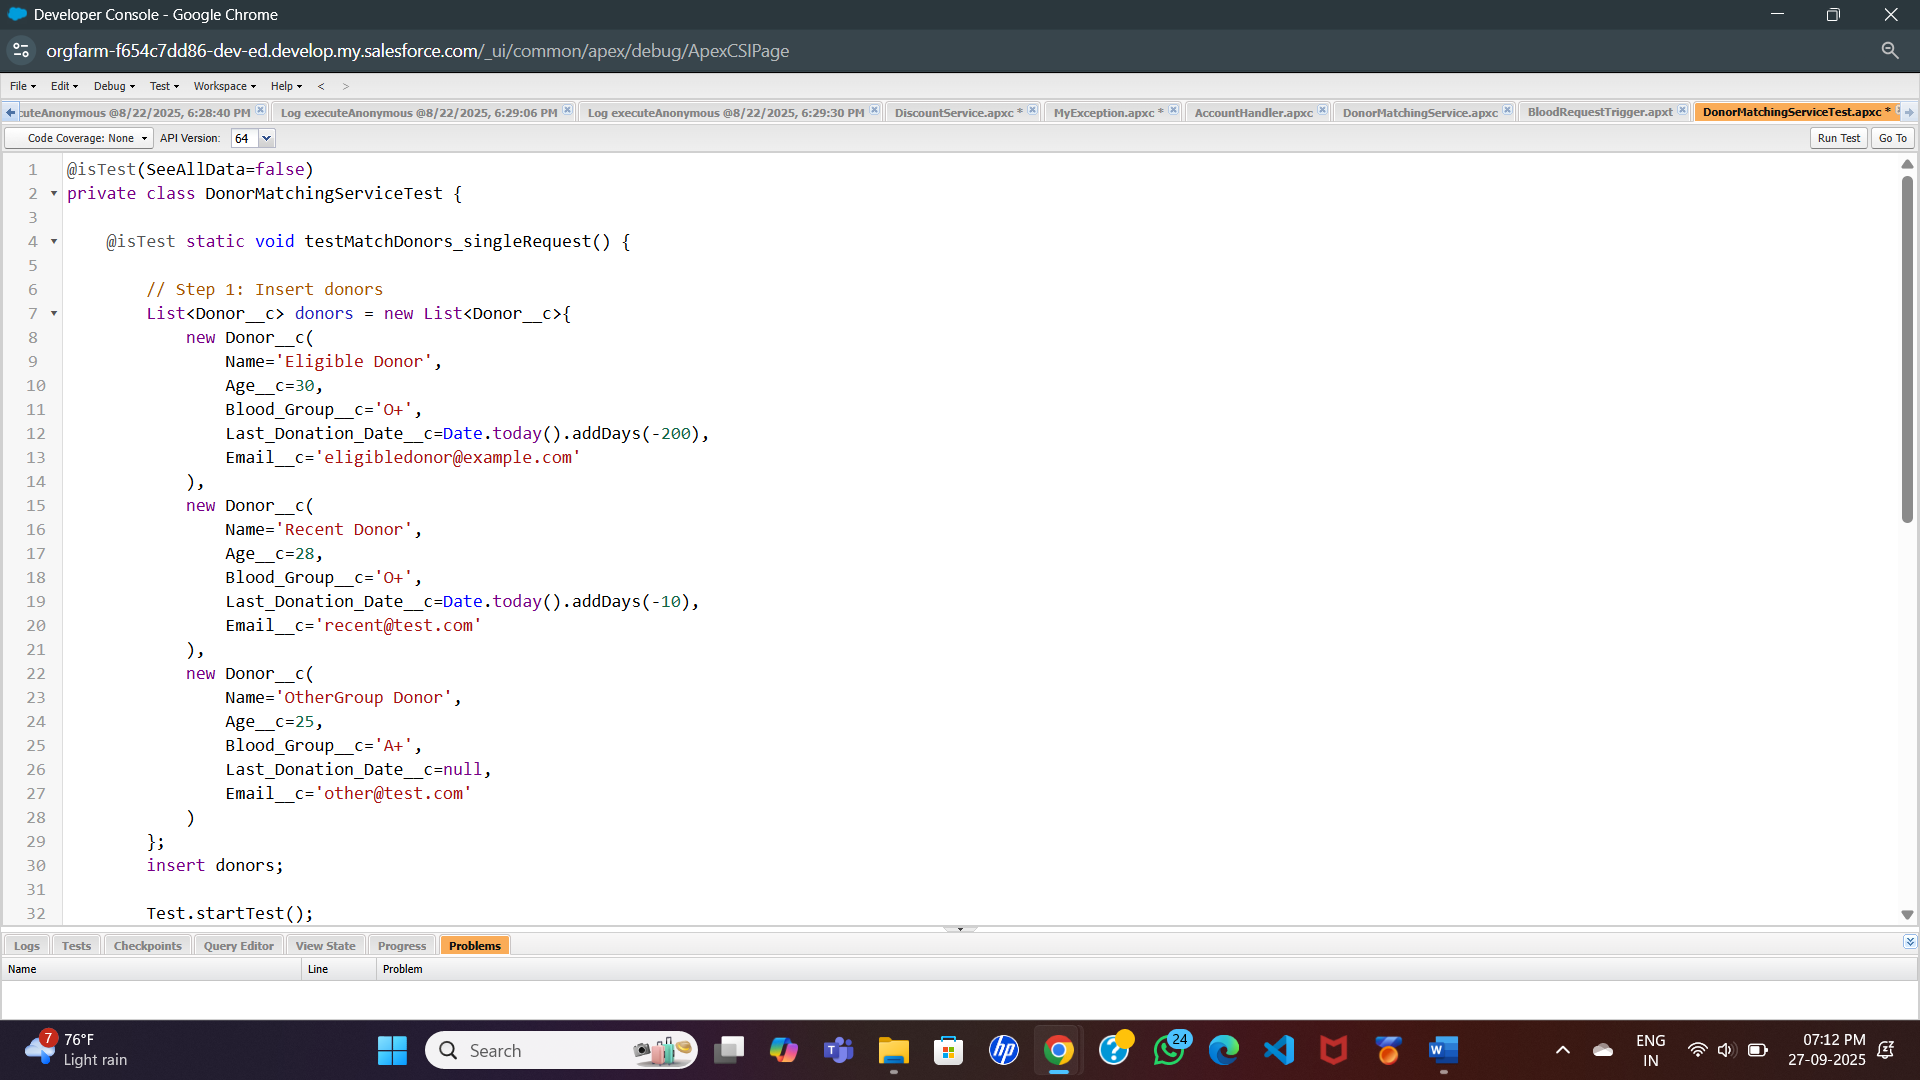 Developer Console - Google Chrome
orgfarm-f654c7dd86-dev-ed.develop.my.salesforce.com/_ui/common/apex/debug/ApexCSIPage
File Edit Debug Test Workspace Help < >
cuteAnonymous @8/22/2025, 6:28:40 PM Log executeAnonymous @8/22/2025, 6:29:06 PM Log executeAnonymous @8/22/2025, 6:29:30 PM DiscountService.apxc * MyException.apxc * AccountHandler.apxc DonorMatchingService.apxc BloodRequestTrigger.apxt DonorMatchingServiceTest.apxc *
Code Coverage: None API Version: 64 Run Test Go To
1 @isTest(SeeAllData=false)
2 private class DonorMatchingServiceTest {
3
4 @isTest static void testMatchDonors_singleRequest() {
5
6 // Step 1: Insert donors
7 List<Donor__c> donors = new List<Donor__c>{
8 new Donor__c(
9 Name='Eligible Donor',
10 Age__c=30,
11 Blood_Group__c='O+',
12 Last_Donation_Date__c=Date.today().addDays(-200),
13 Email__c='eligibledonor@example.com'
14 ),
15 new Donor__c(
16 Name='Recent Donor',
17 Age__c=28,
18 Blood_Group__c='O+',
19 Last_Donation_Date__c=Date.today().addDays(-10),
20 Email__c='recent@test.com'
21 ),
22 new Donor__c(
23 Name='OtherGroup Donor',
24 Age__c=25,
25 Blood_Group__c='A+',
26 Last_Donation_Date__c=null,
27 Email__c='other@test.com'
28 )
29 };
30 insert donors;
31
32 Test.startTest();
Logs Tests Checkpoints Query Editor View State Progress Problems
Name Line Problem
7 76°F
Light rain
Search
24
ENG
IN
07:12 PM
27-09-2025